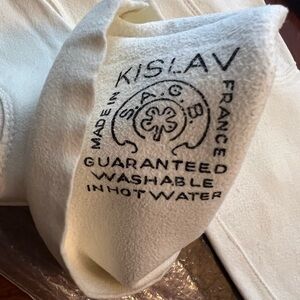 KISLAV
MADE IN
FRANCE
S.A.G.B
GUARANTEED
WASHABLE
IN HOT WATER